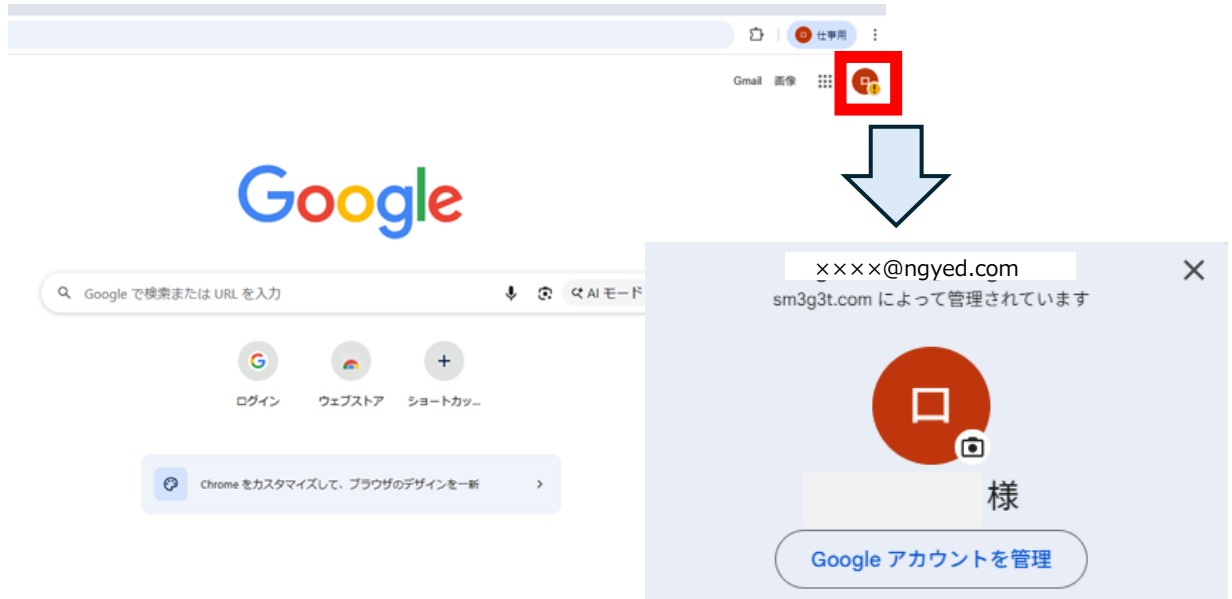 仕事用
Gmail 画像
Google
Google で検索または URL を入力
AI モード
ログイン ウェブストア ショートカッ...
Chrome をカスタマイズして、ブラウザのデザインを一新
××××@ngyed.com
sm3g3t.com によって管理されています
ロ
様
Google アカウントを管理